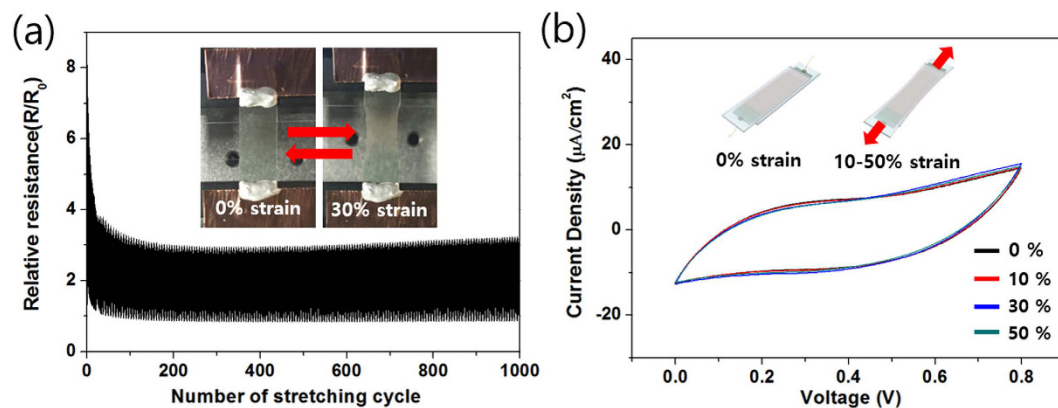 (a)
8
6
4
2
0
Relative resistance(R/R₀)
0% strain
30% strain
0 200 400 600 800 1000
Number of stretching cycle
(b)
40
20
0
-20
Current Density (μA/cm²)
0% strain
10-50% strain
0 %
10 %
30 %
50 %
0.0 0.2 0.4 0.6 0.8
Voltage (V)